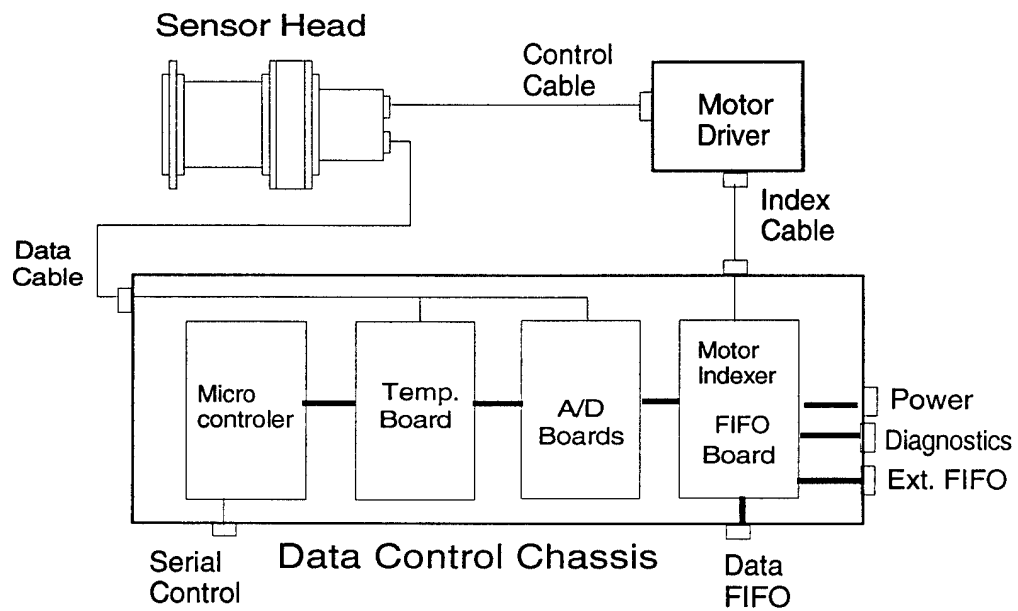 Sensor Head
Control
Cable
Motor
Driver
Index
Cable
Data
Cable
Micro
controler
Temp.
Board
A/D
Boards
Motor
Indexer
FIFO
Board
Power
Diagnostics
Ext. FIFO
Serial
Control
Data Control Chassis
Data
FIFO